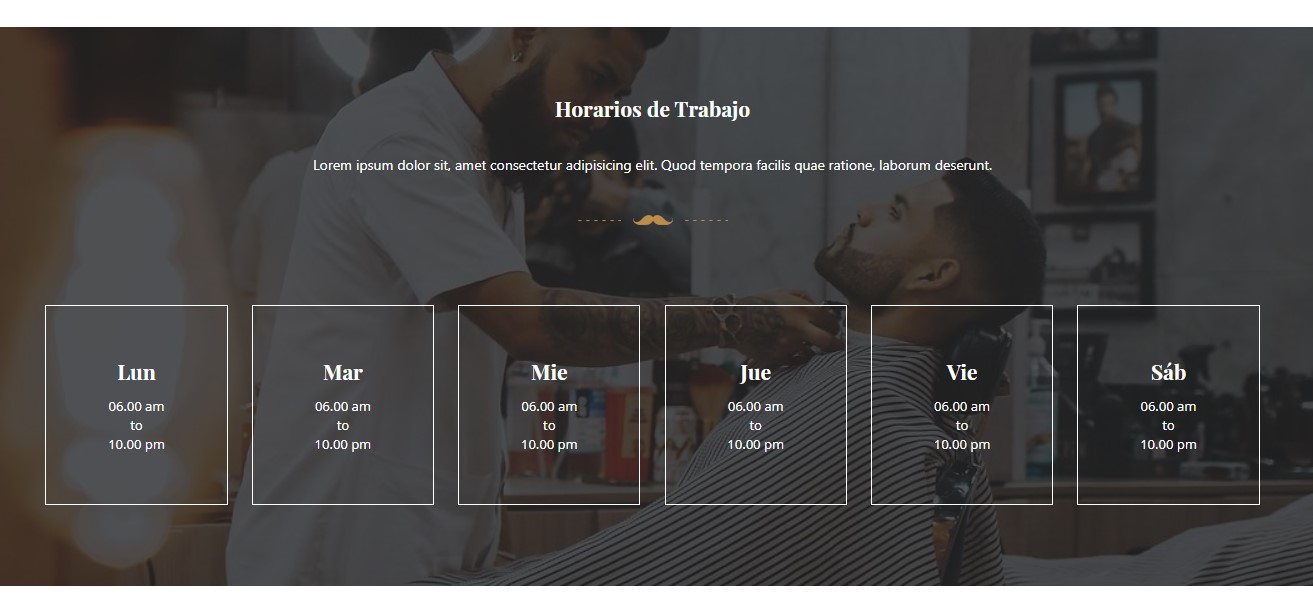 Horarios de Trabajo
Lorem ipsum dolor sit, amet consectetur adipisicing elit. Quod tempora facilis quae ratione, laborum deserunt.
Lun
06.00 am
to
10.00 pm
Mar
06.00 am
to
10.00 pm
Mie
06.00 am
to
10.00 pm
Jue
06.00 am
to
10.00 pm
Vie
06.00 am
to
10.00 pm
Sáb
06.00 am
to
10.00 pm